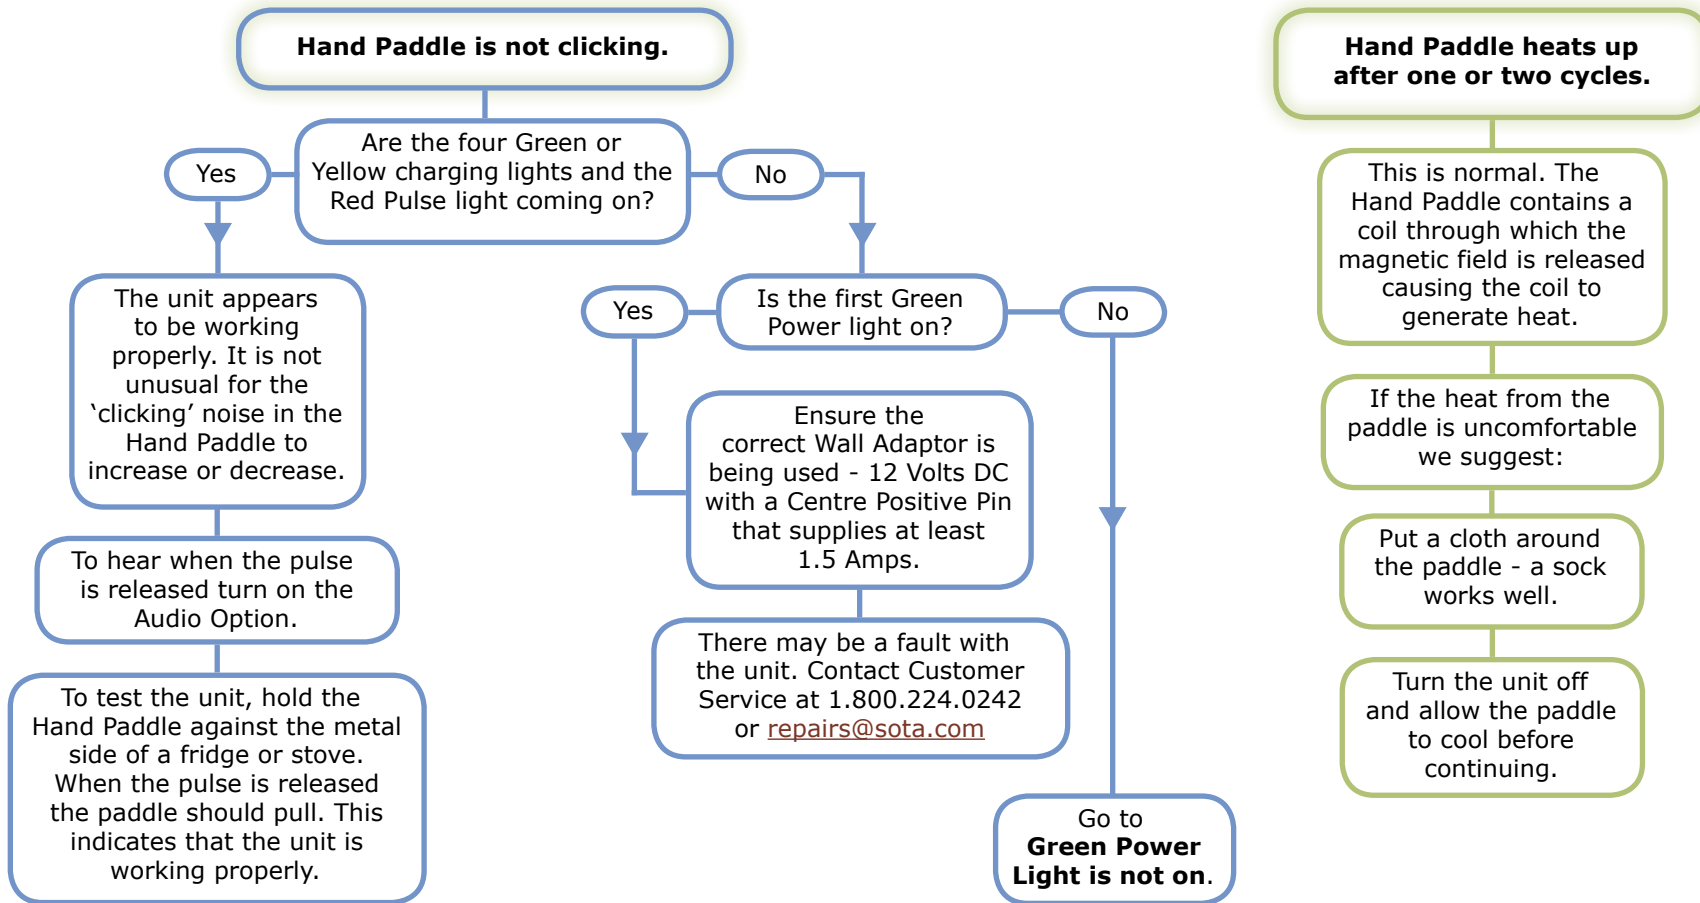 Hand Paddle is not clicking.
Are the four Green or
Yellow charging lights and the
Red Pulse light coming on?
Yes
No
The unit appears
to be working
properly. It is not
unusual for the
‘clicking’ noise in the
Hand Paddle to
increase or decrease.
To hear when the pulse
is released turn on the
Audio Option.
To test the unit, hold the
Hand Paddle against the metal
side of a fridge or stove.
When the pulse is released
the paddle should pull. This
indicates that the unit is
working properly.
Is the first Green
Power light on?
Yes
No
Ensure the
correct Wall Adaptor is
being used - 12 Volts DC
with a Centre Positive Pin
that supplies at least
1.5 Amps.
There may be a fault with
the unit. Contact Customer
Service at 1.800.224.0242
or repairs@sota.com
Go to
Green Power
Light is not on.
Hand Paddle heats up
after one or two cycles.
This is normal. The
Hand Paddle contains a
coil through which the
magnetic field is released
causing the coil to
generate heat.
If the heat from the
paddle is uncomfortable
we suggest:
Put a cloth around
the paddle - a sock
works well.
Turn the unit off
and allow the paddle
to cool before
continuing.